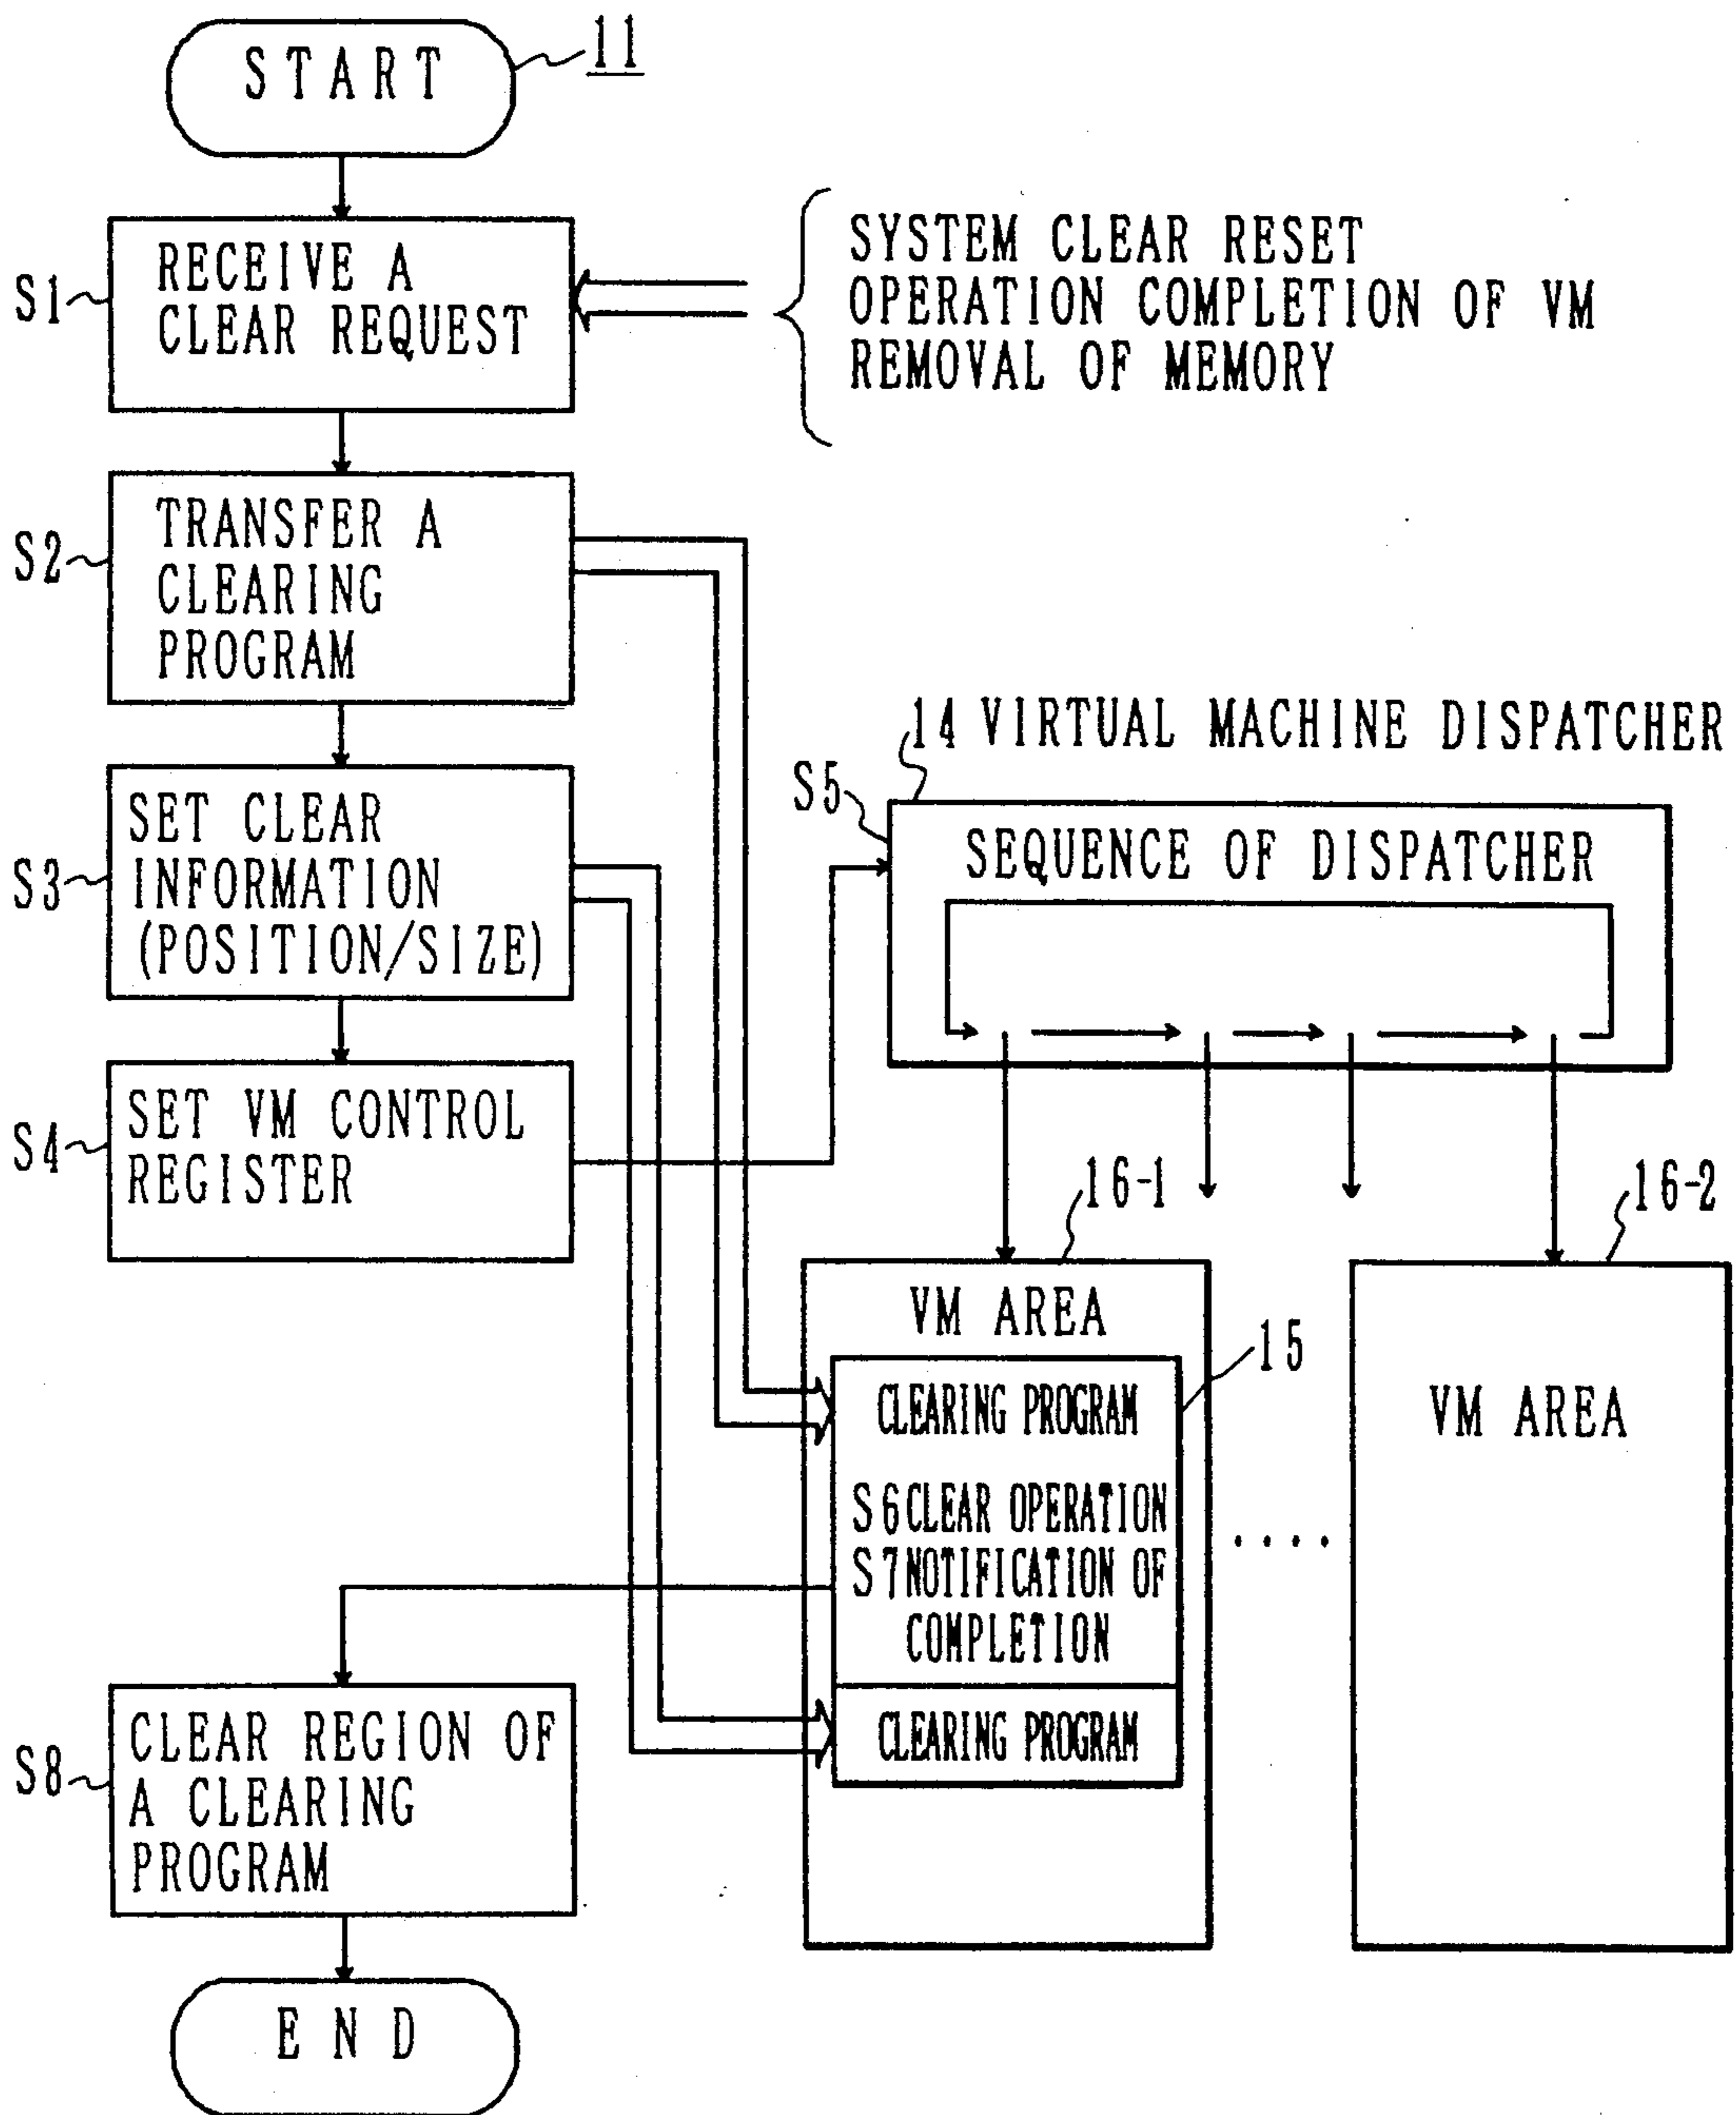 START
11
S1
RECEIVE A
CLEAR REQUEST
SYSTEM CLEAR RESET
OPERATION COMPLETION OF VM
REMOVAL OF MEMORY
S2
TRANSFER A
CLEARING
PROGRAM
14 VIRTUAL MACHINE DISPATCHER
S5
SEQUENCE OF DISPATCHER
S3
SET CLEAR
INFORMATION
(POSITION/SIZE)
S4
SET VM CONTROL
REGISTER
16-1
16-2
VM AREA
15
CLEARING PROGRAM
S6 CLEAR OPERATION
S7 NOTIFICATION OF
COMPLETION
CLEARING PROGRAM
VM AREA
S8
CLEAR REGION OF
A CLEARING
PROGRAM
END